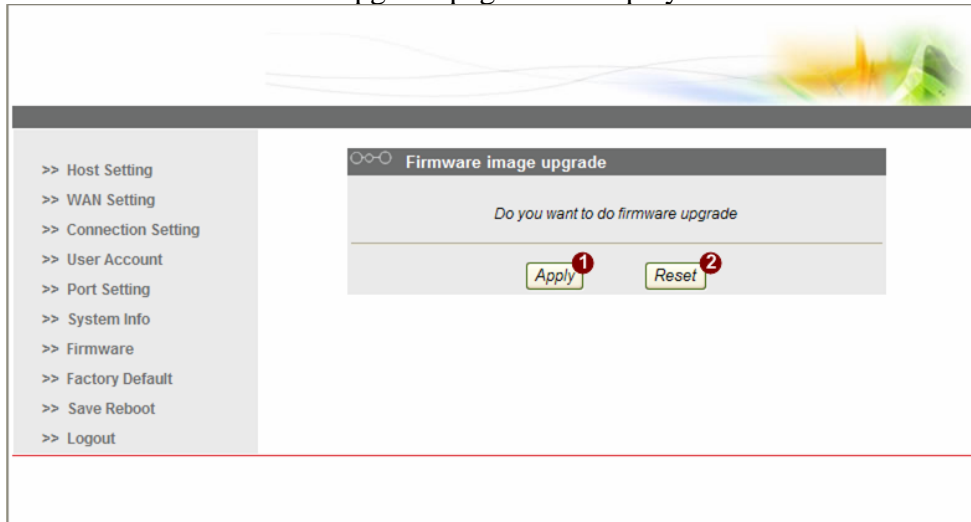 >> Host Setting
>> WAN Setting
>> Connection Setting
>> User Account
>> Port Setting
>> System Info
>> Firmware
>> Factory Default
>> Save Reboot
>> Logout
Firmware image upgrade
Do you want to do firmware upgrade
Apply 1 Reset 2